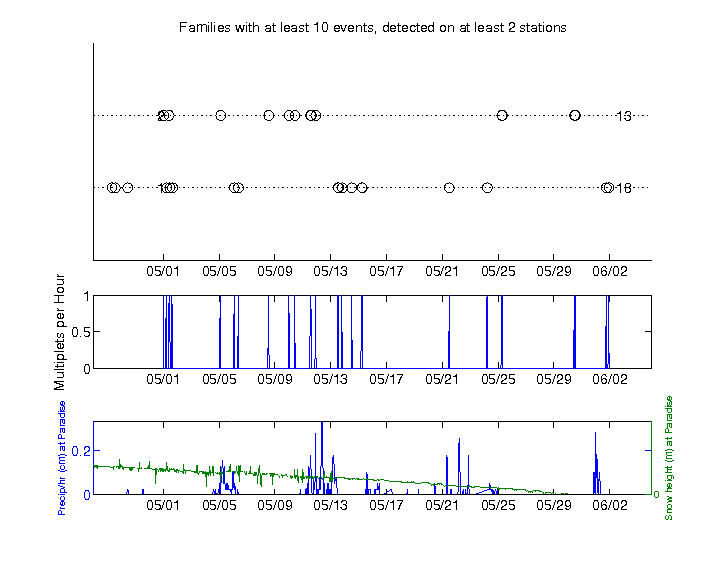 Families with at least 10 events, detected on at least 2 stations
2 13
1 16
05/01 05/05 05/09 05/13 05/17 05/21 05/25 05/29 06/02
Multiplets per Hour
1
0.5
0
05/01 05/05 05/09 05/13 05/17 05/21 05/25 05/29 06/02
Precip/hr (cm) at Paradise
0.2
0
Snow height (m) at Paradise
0
05/01 05/05 05/09 05/13 05/17 05/21 05/25 05/29 06/02